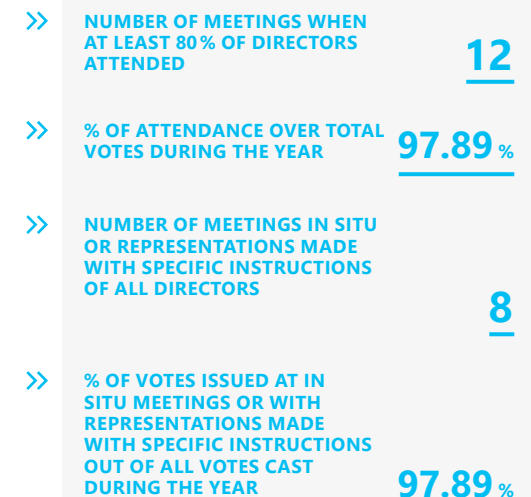 NUMBER OF MEETINGS WHEN
AT LEAST 80% OF DIRECTORS
ATTENDED
12
% OF ATTENDANCE OVER TOTAL
VOTES DURING THE YEAR
97.89 %
NUMBER OF MEETINGS IN SITU
OR REPRESENTATIONS MADE
WITH SPECIFIC INSTRUCTIONS
OF ALL DIRECTORS
8
% OF VOTES ISSUED AT IN
SITU MEETINGS OR WITH
REPRESENTATIONS MADE
WITH SPECIFIC INSTRUCTIONS
OUT OF ALL VOTES CAST
DURING THE YEAR
97.89 %